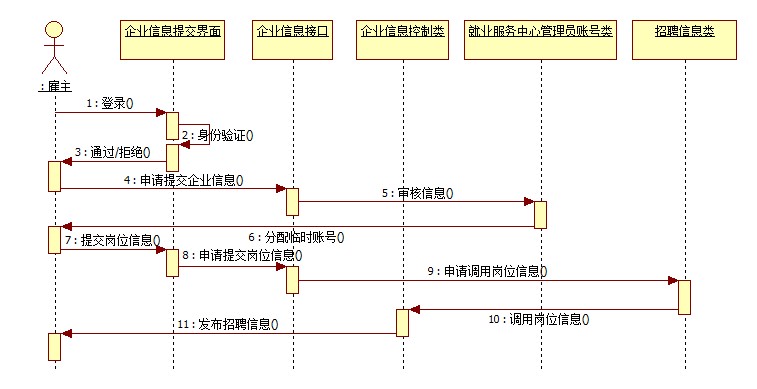 企业信息提交界面
企业信息接口
企业信息控制类
就业服务中心管理员账号类
招聘信息类
: 雇主
1 : 登录()
2 : 身份验证()
3 : 通过/拒绝()
4 : 申请提交企业信息()
5 : 审核信息()
6 : 分配临时账号()
7 : 提交岗位信息()
8 : 申请提交岗位信息()
9 : 申请调用岗位信息()
10 : 调用岗位信息()
11 : 发布招聘信息()